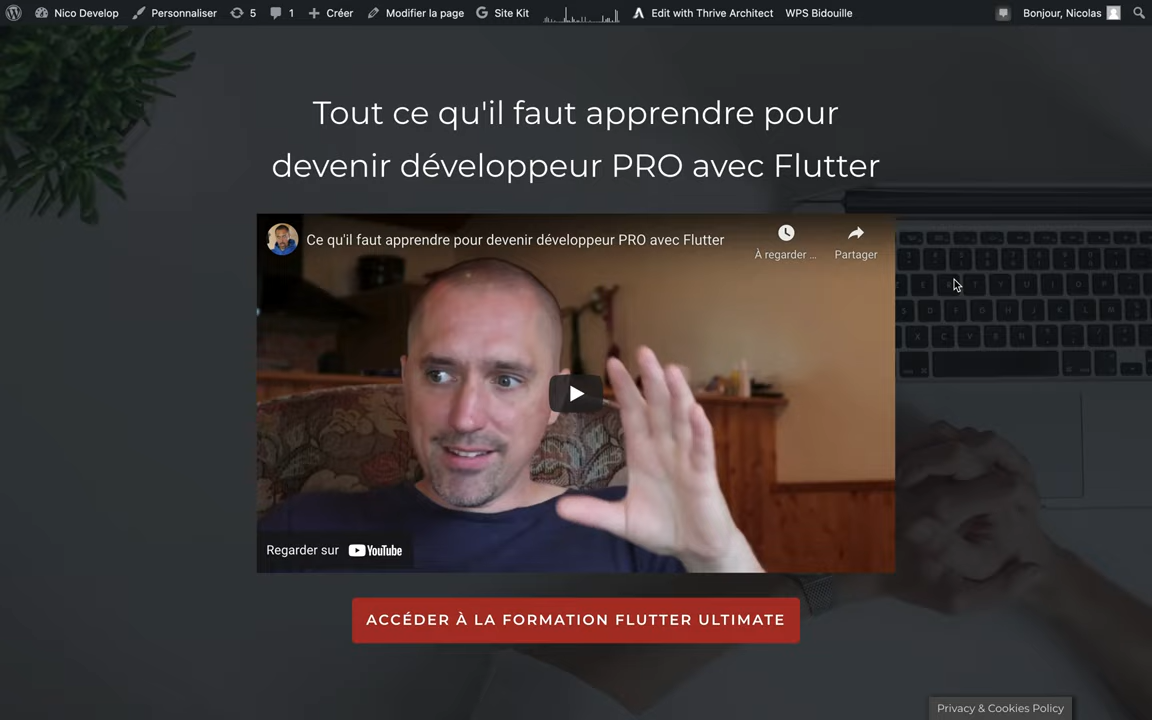 Nico Develop Personnaliser 5 1 Créer Modifier la page Site Kit Edit with Thrive Architect WPS Bidouille Bonjour, Nicolas
Tout ce qu'il faut apprendre pour
devenir développeur PRO avec Flutter
Ce qu'il faut apprendre pour devenir développeur PRO avec Flutter
À regarder ... Partager
Regarder sur YouTube
ACCÉDER À LA FORMATION FLUTTER ULTIMATE
Privacy & Cookies Policy